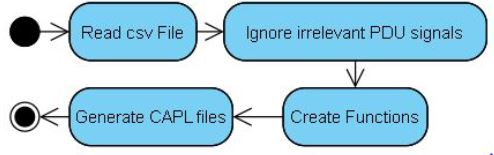 Read csv File
Ignore irrelevant PDU signals
Create Functions
Generate CAPL files